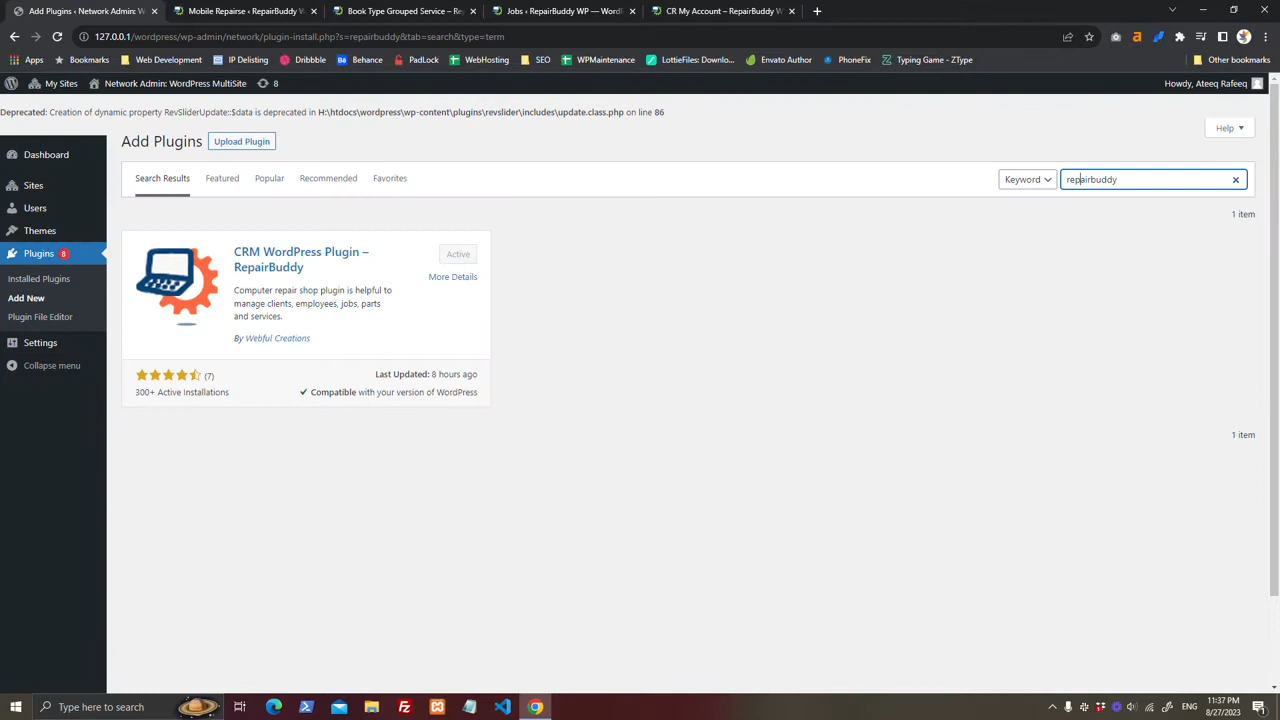 Add Plugins ‹ Network Admin: W
Mobile Repairse ‹ RepairBuddy W
Book Type Grouped Service – Re
Jobs ‹ RepairBuddy WP — WordP
CR My Account – RepairBuddy W
127.0.0.1/wordpress/wp-admin/network/plugin-install.php?s=repairbuddy&tab=search&type=term
Apps
Bookmarks
Web Development
IP Delisting
Dribbble
Behance
PadLock
WebHosting
SEO
WPMaintenance
LottieFiles: Downlo...
Envato Author
PhoneFix
Typing Game - ZType
Other bookmarks
My Sites
Network Admin: WordPress MultiSite
8
Howdy, Ateeq Rafeeq
Deprecated: Creation of dynamic property RevSliderUpdate::$data is deprecated in H:\htdocs\wordpress\wp-content\plugins\revslider\includes\update.class.php on line 86
Help
Add Plugins
Upload Plugin
Dashboard
Sites
Users
Themes
Plugins 8
Installed Plugins
Add New
Plugin File Editor
Settings
Collapse menu
Search Results
Featured
Popular
Recommended
Favorites
Keyword
repairbuddy
1 item
CRM WordPress Plugin –
RepairBuddy
Active
More Details
Computer repair shop plugin is helpful to
manage clients, employees, jobs, parts
and services.
By Webful Creations
(7)
Last Updated: 8 hours ago
300+ Active Installations
Compatible with your version of WordPress
1 item
Type here to search
ENG
11:37 PM
8/27/2023
1